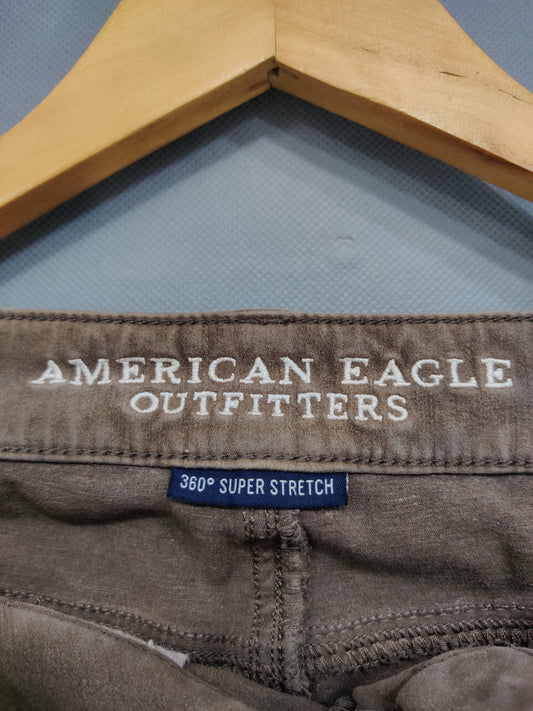 AMERICAN EAGLE
OUTFITTERS
360° SUPER STRETCH